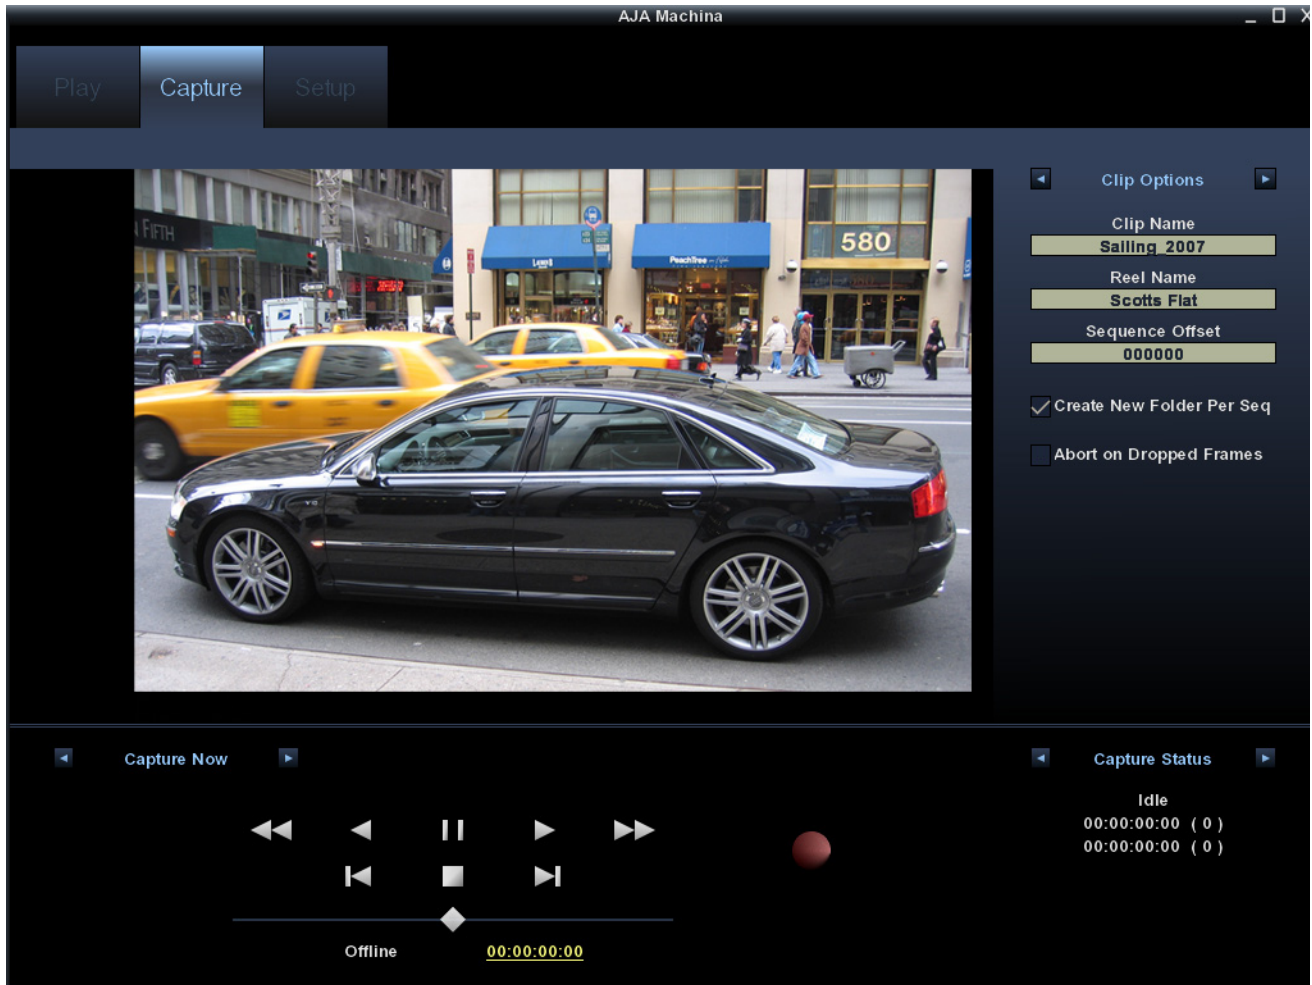 AJA Machina
Play
Capture
Setup
FIFTH
580
PeachTree
Clip Options
Clip Name
Sailing_2007
Reel Name
Scotts Flat
Sequence Offset
000000
Create New Folder Per Seq
Abort on Dropped Frames
Capture Now
Capture Status
Idle
00:00:00:00 ( 0 )
00:00:00:00 ( 0 )
Offline
00:00:00:00